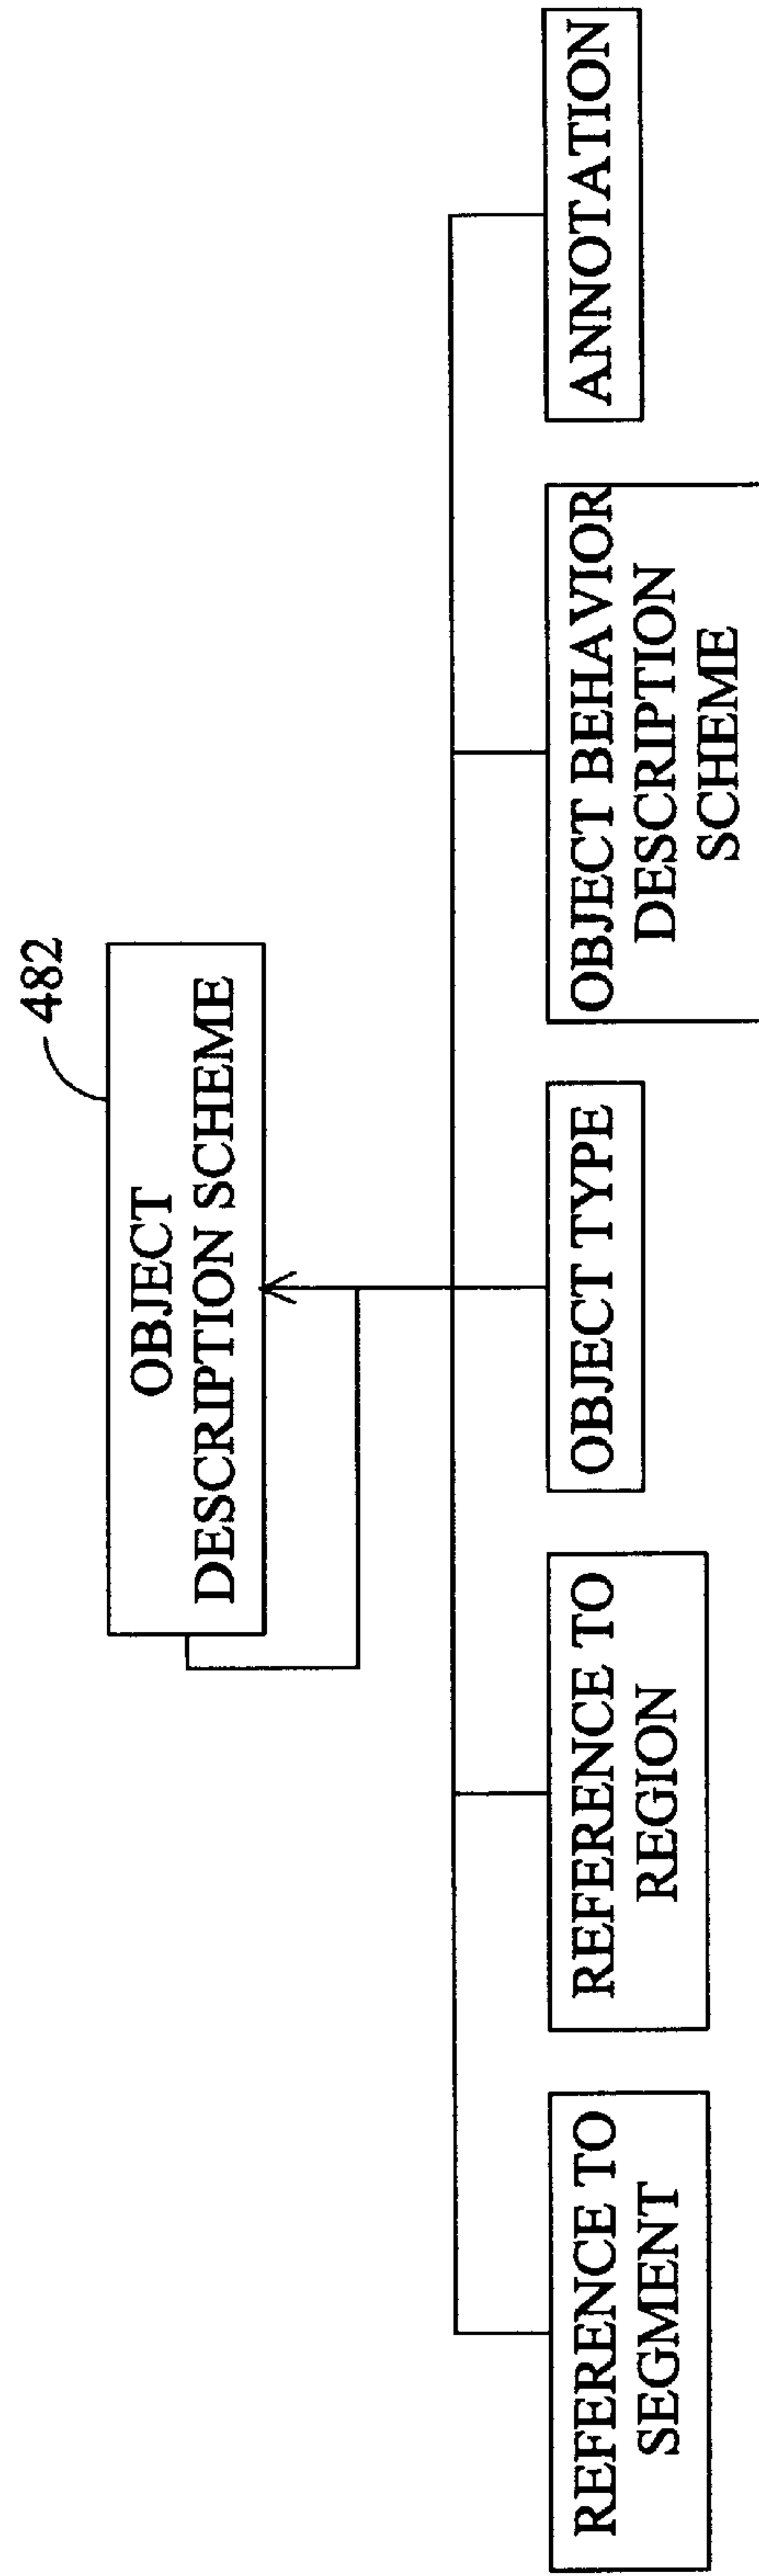 482
OBJECT
DESCRIPTION SCHEME
REFERENCE TO
SEGMENT
REFERENCE TO
REGION
OBJECT TYPE
OBJECT BEHAVIOR
DESCRIPTION
SCHEME
ANNOTATION